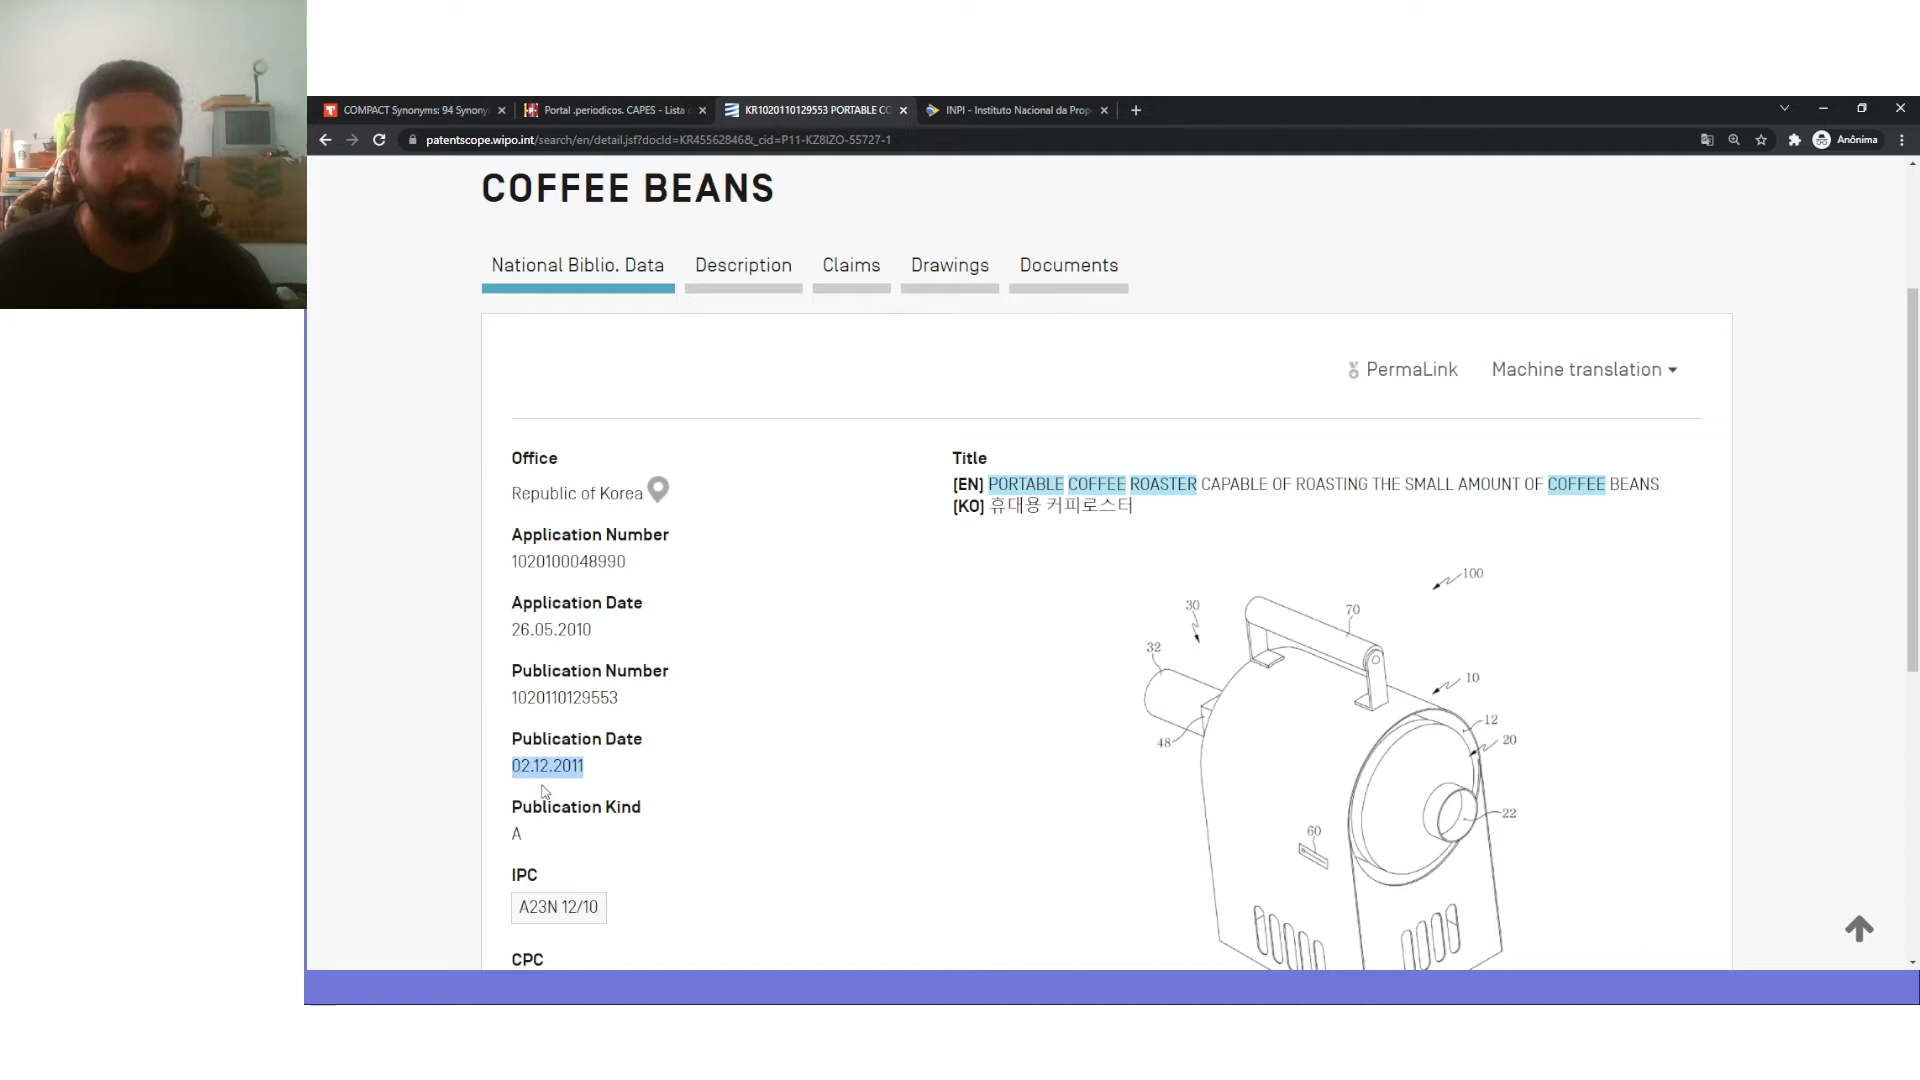 COMPACT Synonyms: 94 Synony
Portal .periodicos. CAPES - Lista
KR1020110129553 PORTABLE CO
INPI - Instituto Nacional da Prop
patentscope.wipo.int/search/en/detail.jsf?docId=KR45562846&_cid=P11-KZ8IZO-55727-1
Anônima
COFFEE BEANS
National Biblio. Data
Description
Claims
Drawings
Documents
PermaLink
Machine translation
Office
Republic of Korea
Application Number
1020100048990
Application Date
26.05.2010
Publication Number
1020110129553
Publication Date
02.12.2011
Publication Kind
A
IPC
A23N 12/10
CPC
Title
[EN] PORTABLE COFFEE ROASTER CAPABLE OF ROASTING THE SMALL AMOUNT OF COFFEE BEANS
[KO] 휴대용 커피로스터
100
30
70
32
10
12
20
48
22
60